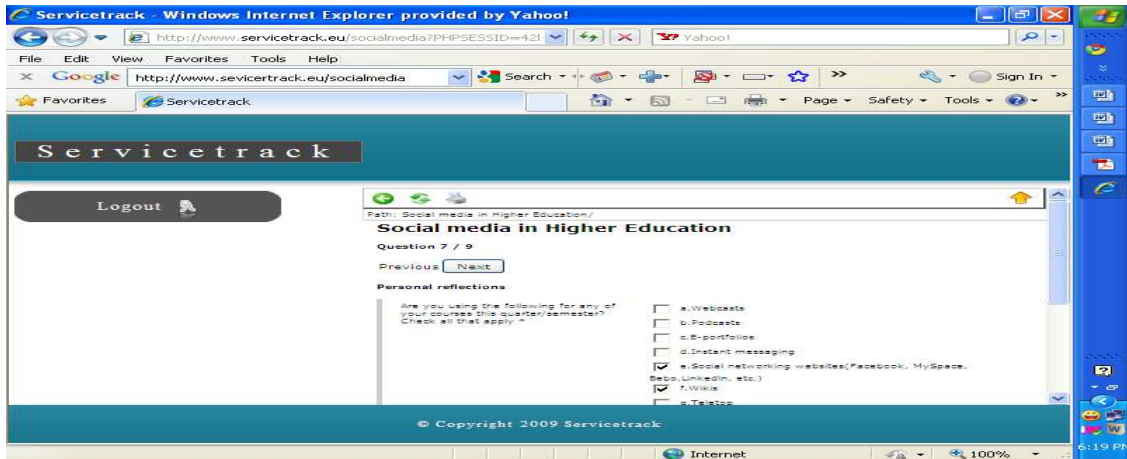 Servicetrack - Windows Internet Explorer provided by Yahoo!
http://www.servicetrack.eu/socialmedia?PHPSESSID=42 Yahoo!
File Edit View Favorites Tools Help
Google http://www.sevicertrack.eu/socialmedia Search Sign In
Favorites Servicetrack Page Safety Tools
Servicetrack
Logout
Path: Social media in Higher Education/
Social media in Higher Education
Question 7 / 9
Previous Next
Personal reflections
Are you using the following for any of
your courses this quarter/semester?
Check all that apply *
a.Webcasts
b.Podcasts
c.E-portfolios
d.Instant messaging
e.Social networking websites(Facebook, MySpace,
Bebo,LinkedIn, etc.)
f.Wikis
© Copyright 2009 Servicetrack
Internet 100%
6:19 PM